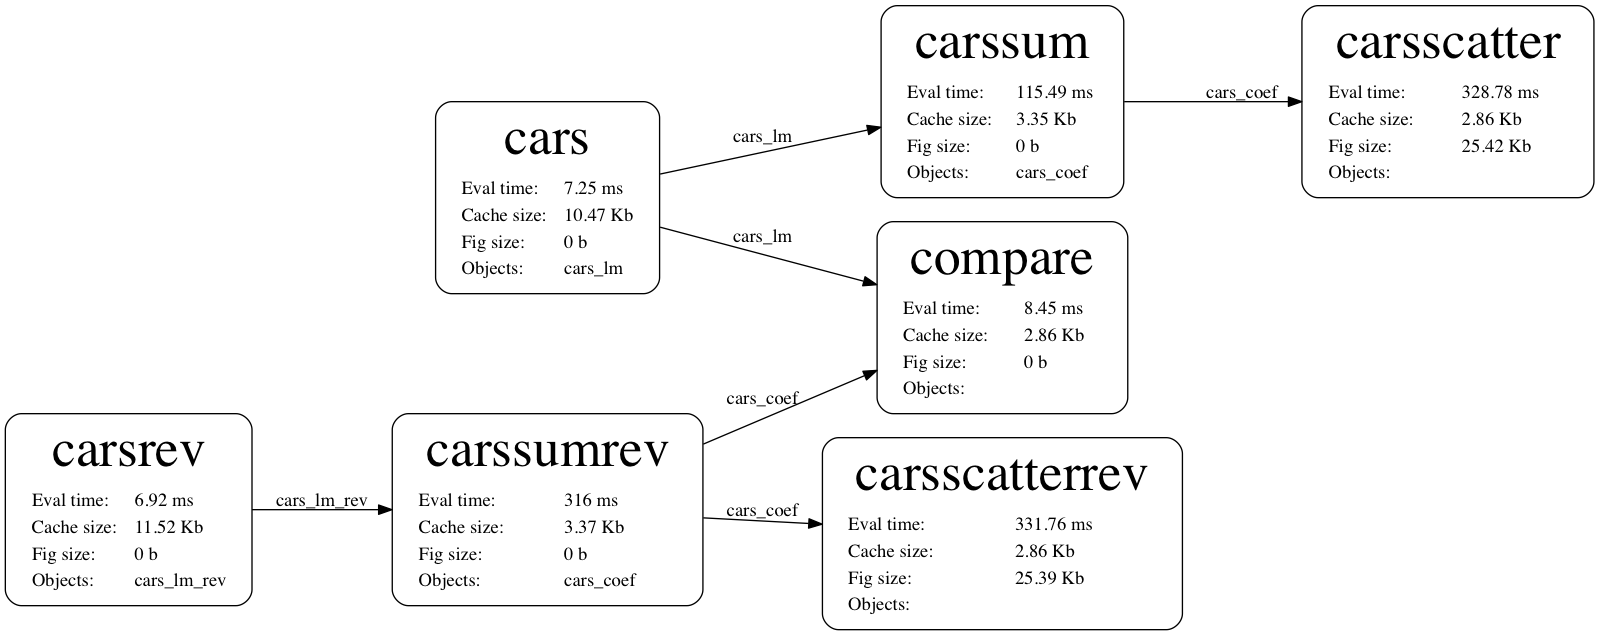 carssum
Eval time: 115.49 ms
Cache size: 3.35 Kb
Fig size: 0 b
Objects: cars_coef
cars_coef
carsscatter
Eval time: 328.78 ms
Cache size: 2.86 Kb
Fig size: 25.42 Kb
Objects:
cars
Eval time: 7.25 ms
Cache size: 10.47 Kb
Fig size: 0 b
Objects: cars_lm
cars_lm
cars_lm
compare
Eval time: 8.45 ms
Cache size: 2.86 Kb
Fig size: 0 b
Objects:
carsrev
Eval time: 6.92 ms
Cache size: 11.52 Kb
Fig size: 0 b
Objects: cars_lm_rev
cars_lm_rev
carssumrev
Eval time: 316 ms
Cache size: 3.37 Kb
Fig size: 0 b
Objects: cars_coef
cars_coef
cars_coef
carsscatterrev
Eval time: 331.76 ms
Cache size: 2.86 Kb
Fig size: 25.39 Kb
Objects: